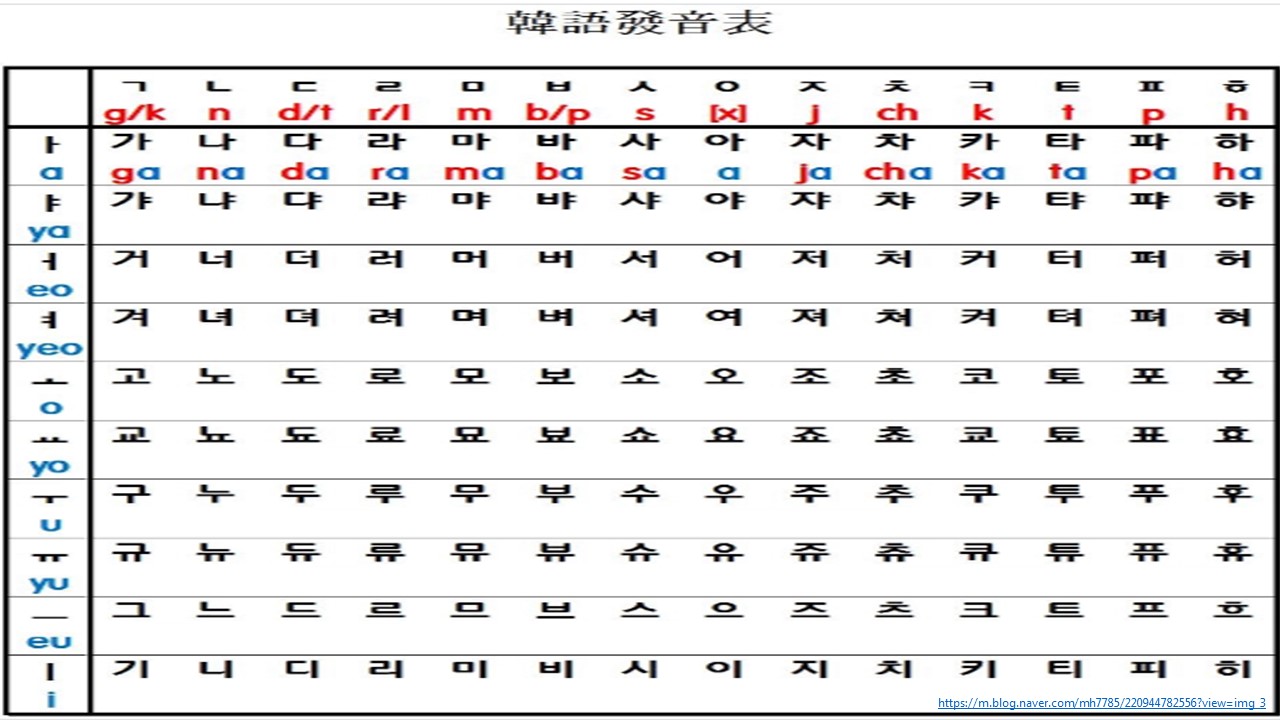 韓語發音表
ㄱ ㄴ ㄷ ㄹ ㅁ ㅂ ㅅ ㅇ ㅈ ㅊ ㅋ ㅌ ㅍ ㅎ
g/k n d/t r/l m b/p s [x] j ch k t p h
ㅏ 가 나 다 라 마 바 사 아 자 차 카 타 파 하
a ga na da ra ma ba sa a ja cha ka ta pa ha
ㅑ 갸 냐 댜 랴 먀 뱌 샤 야 쟈 챠 캬 탸 퍄 햐
ya
ㅓ 거 너 더 러 머 버 서 어 저 처 커 터 퍼 허
eo
ㅕ 겨 녀 뎌 려 며 벼 셔 여 져 쳐 켜 텨 펴 혀
yeo
ㅗ 고 노 도 로 모 보 소 오 조 초 코 토 포 호
o
ㅛ 교 뇨 됴 료 묘 뵤 쇼 요 죠 쵸 쿄 툐 표 효
yo
ㅜ 구 누 두 루 무 부 수 우 주 추 쿠 투 푸 후
u
ㅠ 규 뉴 듀 류 뮤 뷰 슈 유 쥬 츄 큐 튜 퓨 휴
yu
ㅡ 그 느 드 르 므 브 스 으 즈 츠 크 트 프 흐
eu
ㅣ 기 니 디 리 미 비 시 이 지 치 키 티 피 히
i
https://m.blog.naver.com/mh7785/220944782556?view=img_3